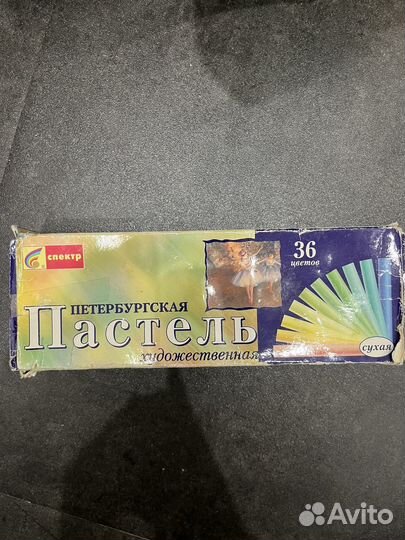 спектр
ПЕТЕРБУРГСКАЯ
Пастель
художественная
36
цветов
сухая
Avito